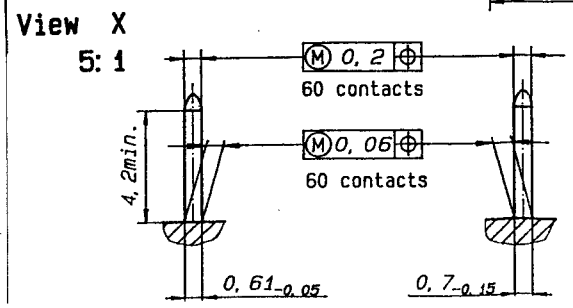 View X
5:1
Ⓜ 0,2 ⌖
60 contacts
Ⓜ 0,06 ⌖
60 contacts
4,2min.
0,61-0,05
0,7-0,15